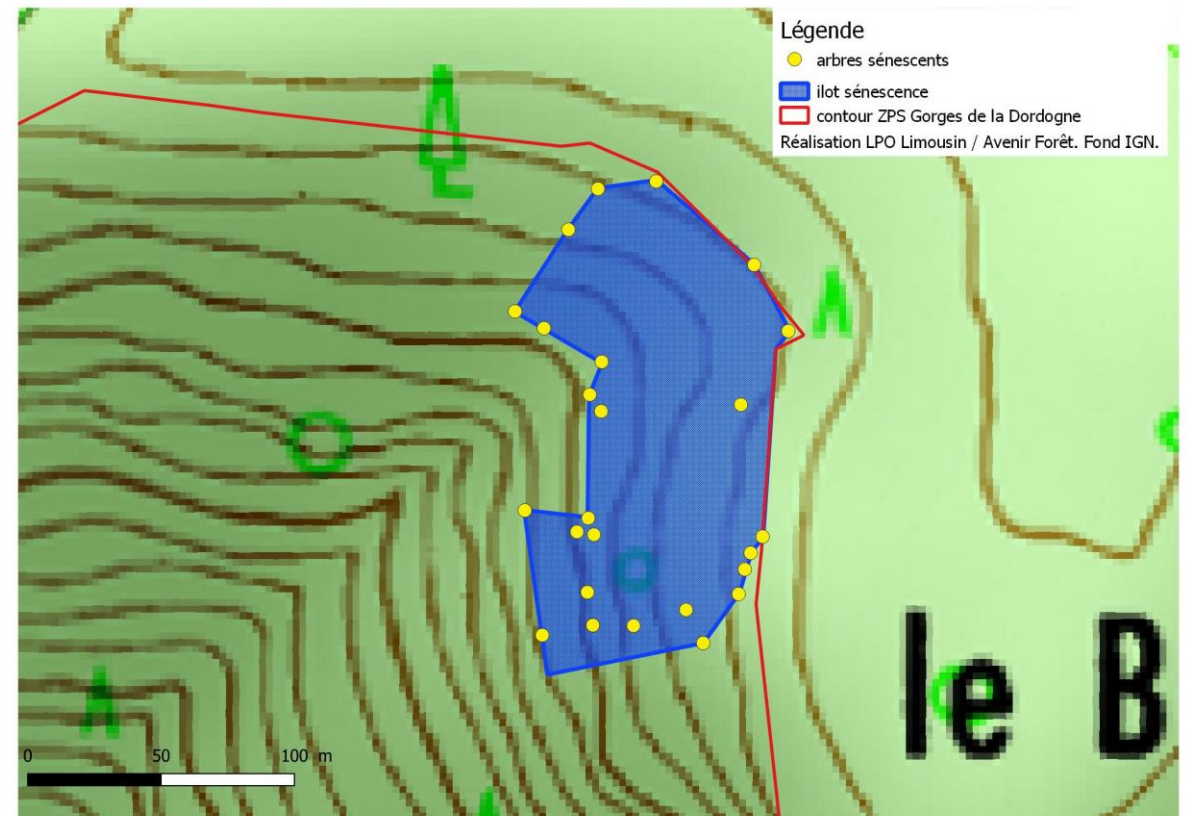 Légende
arbres sénescents
ilot sénescence
contour ZPS Gorges de la Dordogne
Réalisation LPO Limousin / Avenir Forêt. Fond IGN.
le B
0 50 100 m